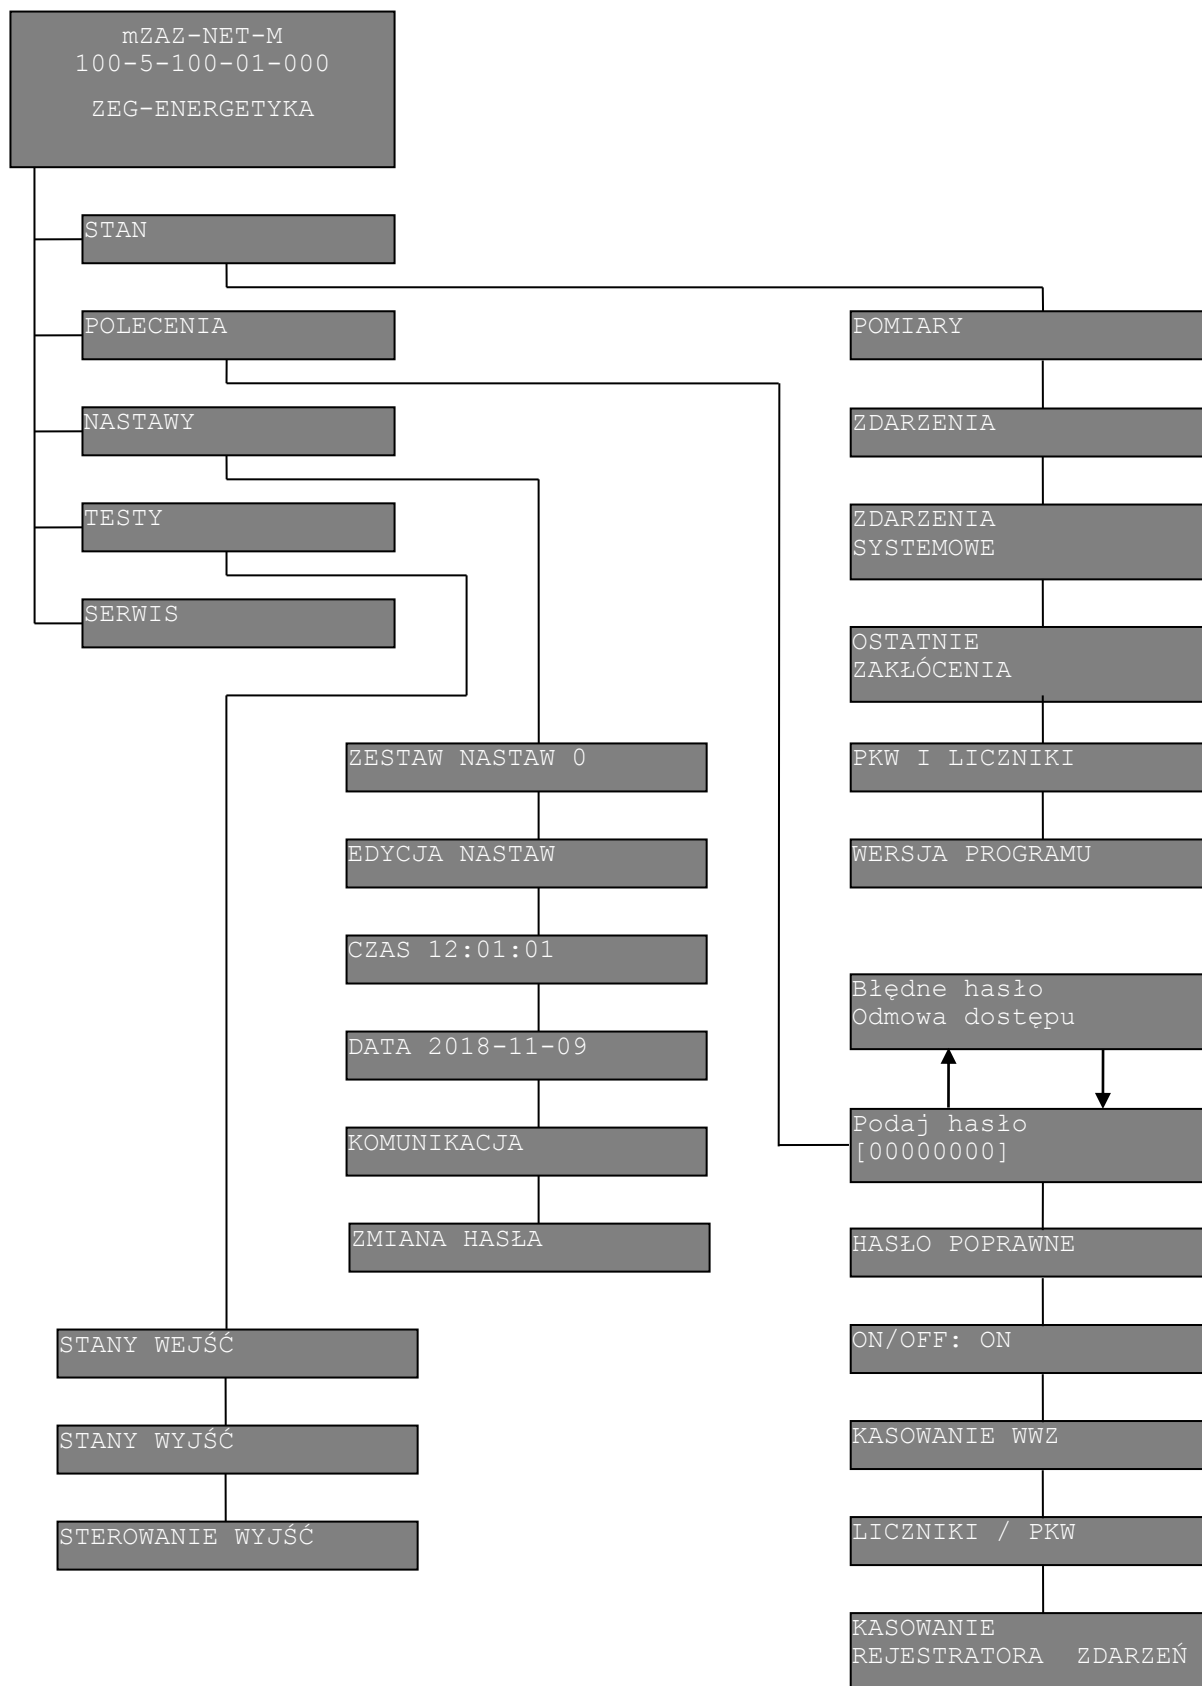 mZAZ-NET-M
100-5-100-01-000
ZEG-ENERGETYKA
STAN
POLECENIA
NASTAWY
TESTY
SERWIS
POMIARY
ZDARZENIA
ZDARZENIA
SYSTEMOWE
OSTATNIE
ZAKŁÓCENIA
PKW I LICZNIKI
WERSJA PROGRAMU
ZESTAW NASTAW 0
EDYCJA NASTAW
CZAS 12:01:01
DATA 2018-11-09
KOMUNIKACJA
ZMIANA HASŁA
Błędne hasło
Odmowa dostępu
Podaj hasło
[00000000]
HASŁO POPRAWNE
ON/OFF: ON
KASOWANIE WWZ
LICZNIKI / PKW
KASOWANIE
REJESTRATORA ZDARZEŃ
STANY WEJŚĆ
STANY WYJŚĆ
STEROWANIE WYJŚĆ